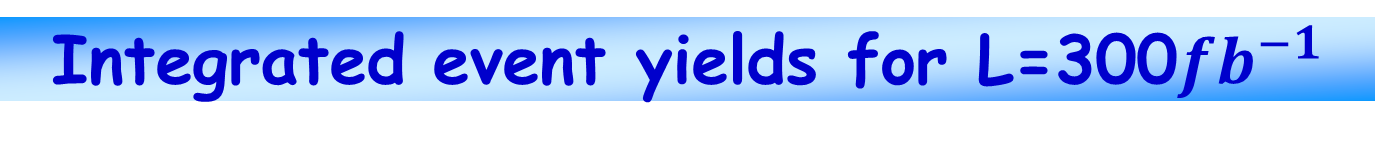 Integrated event yields for L=300𝑓𝑏⁻¹